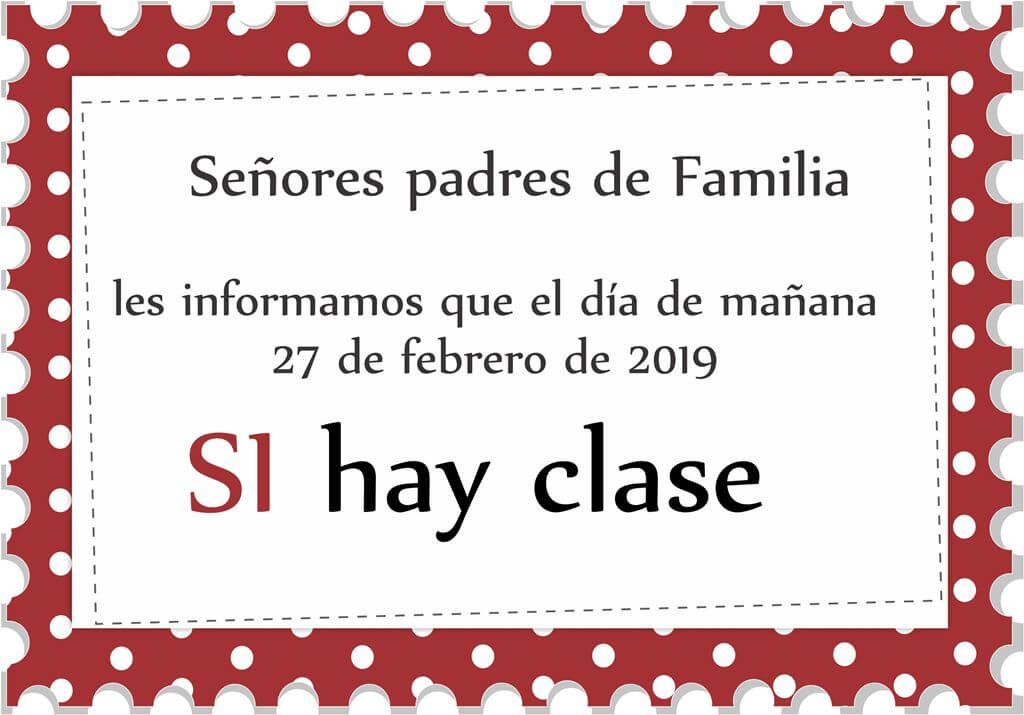 Señores padres de Familia
les informamos que el día de mañana
27 de febrero de 2019
SI hay clase